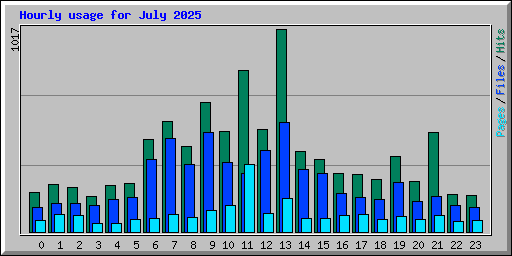 Hourly usage for July 2025
1017
Pages / Files / Hits
0 1 2 3 4 5 6 7 8 9 10 11 12 13 14 15 16 17 18 19 20 21 22 23